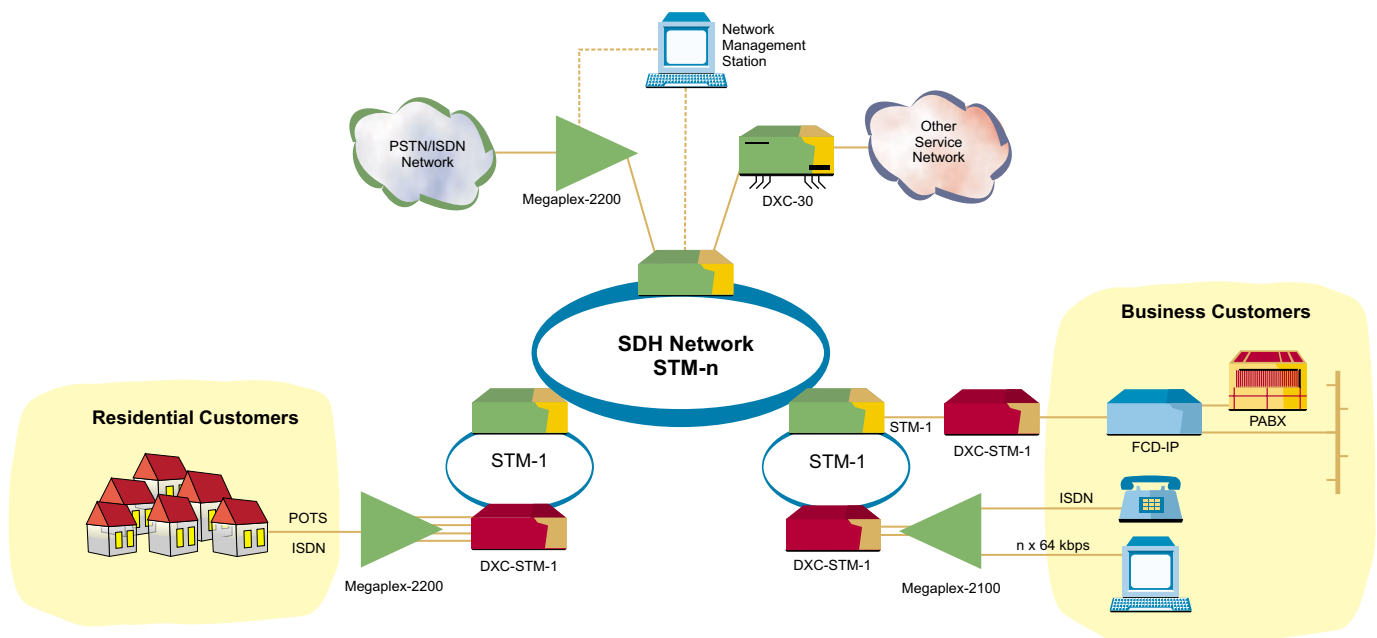 Network
Management
Station
PSTN/ISDN
Network
Other
Service
Network
Megaplex-2200
DXC-30
SDH Network
STM-n
Business Customers
Residential Customers
STM-1
STM-1
STM-1
DXC-STM-1
FCD-IP
PABX
POTS
ISDN
Megaplex-2200
DXC-STM-1
DXC-STM-1
Megaplex-2100
ISDN
n x 64 kbps